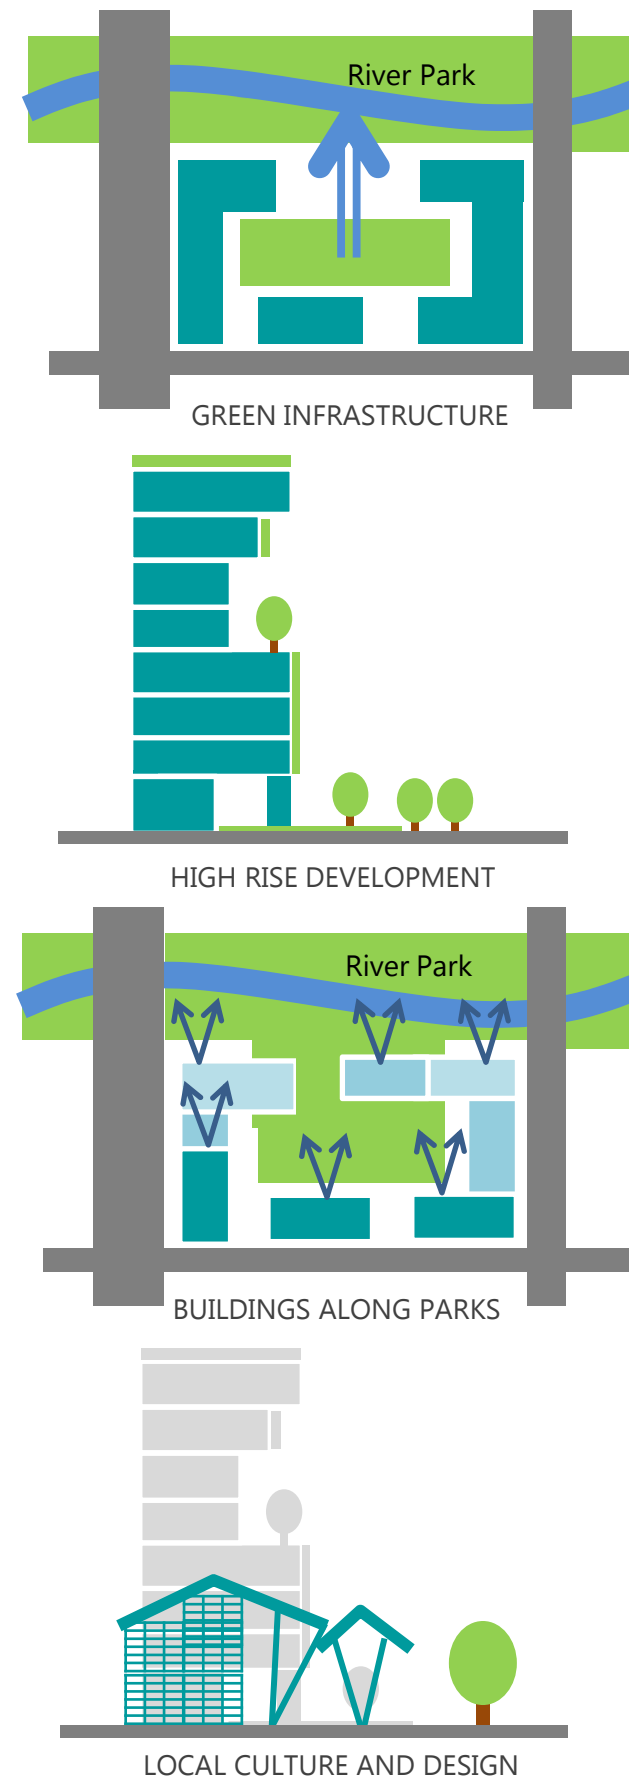 River Park
GREEN INFRASTRUCTURE
HIGH RISE DEVELOPMENT
River Park
BUILDINGS ALONG PARKS
LOCAL CULTURE AND DESIGN